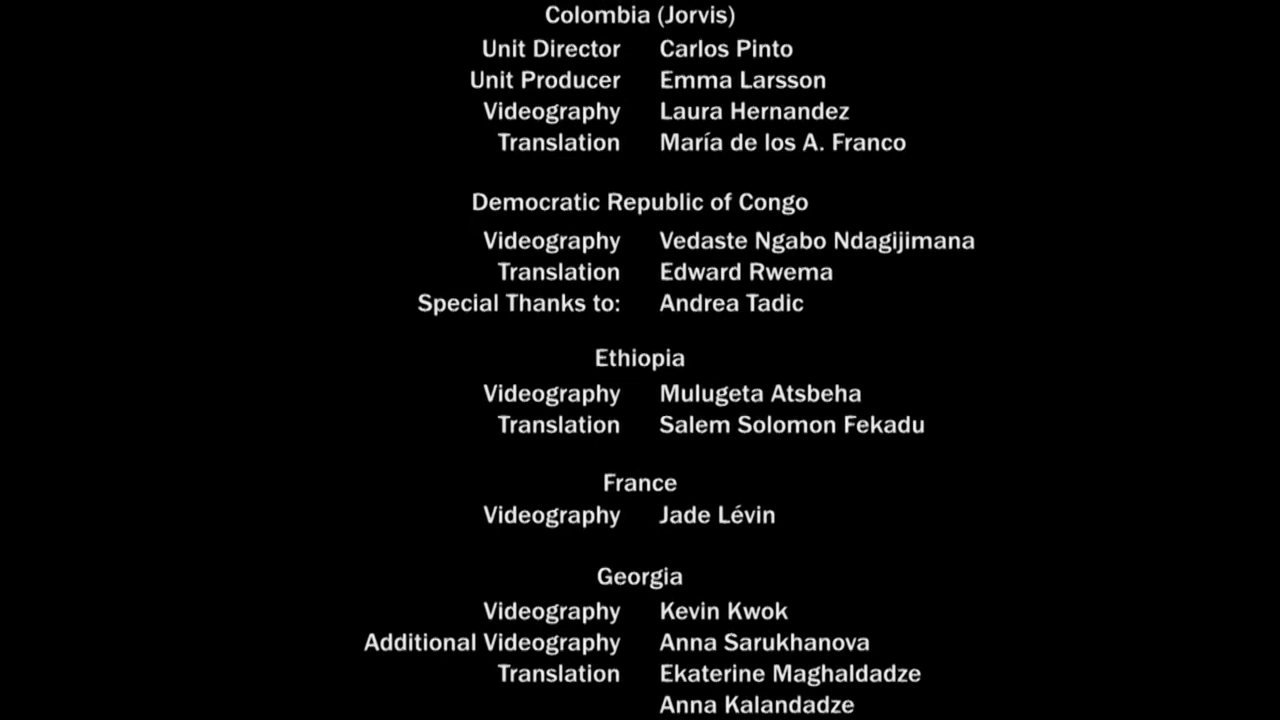 Colombia (Jorvis)
Unit Director Carlos Pinto
Unit Producer Emma Larsson
Videography Laura Hernandez
Translation María de los A. Franco
Democratic Republic of Congo
Videography Vedaste Ngabo Ndagijimana
Translation Edward Rwema
Special Thanks to: Andrea Tadic
Ethiopia
Videography Mulugeta Atsbeha
Translation Salem Solomon Fekadu
France
Videography Jade Lévin
Georgia
Videography Kevin Kwok
Additional Videography Anna Sarukhanova
Translation Ekaterine Maghaldadze
Anna Kalandadze